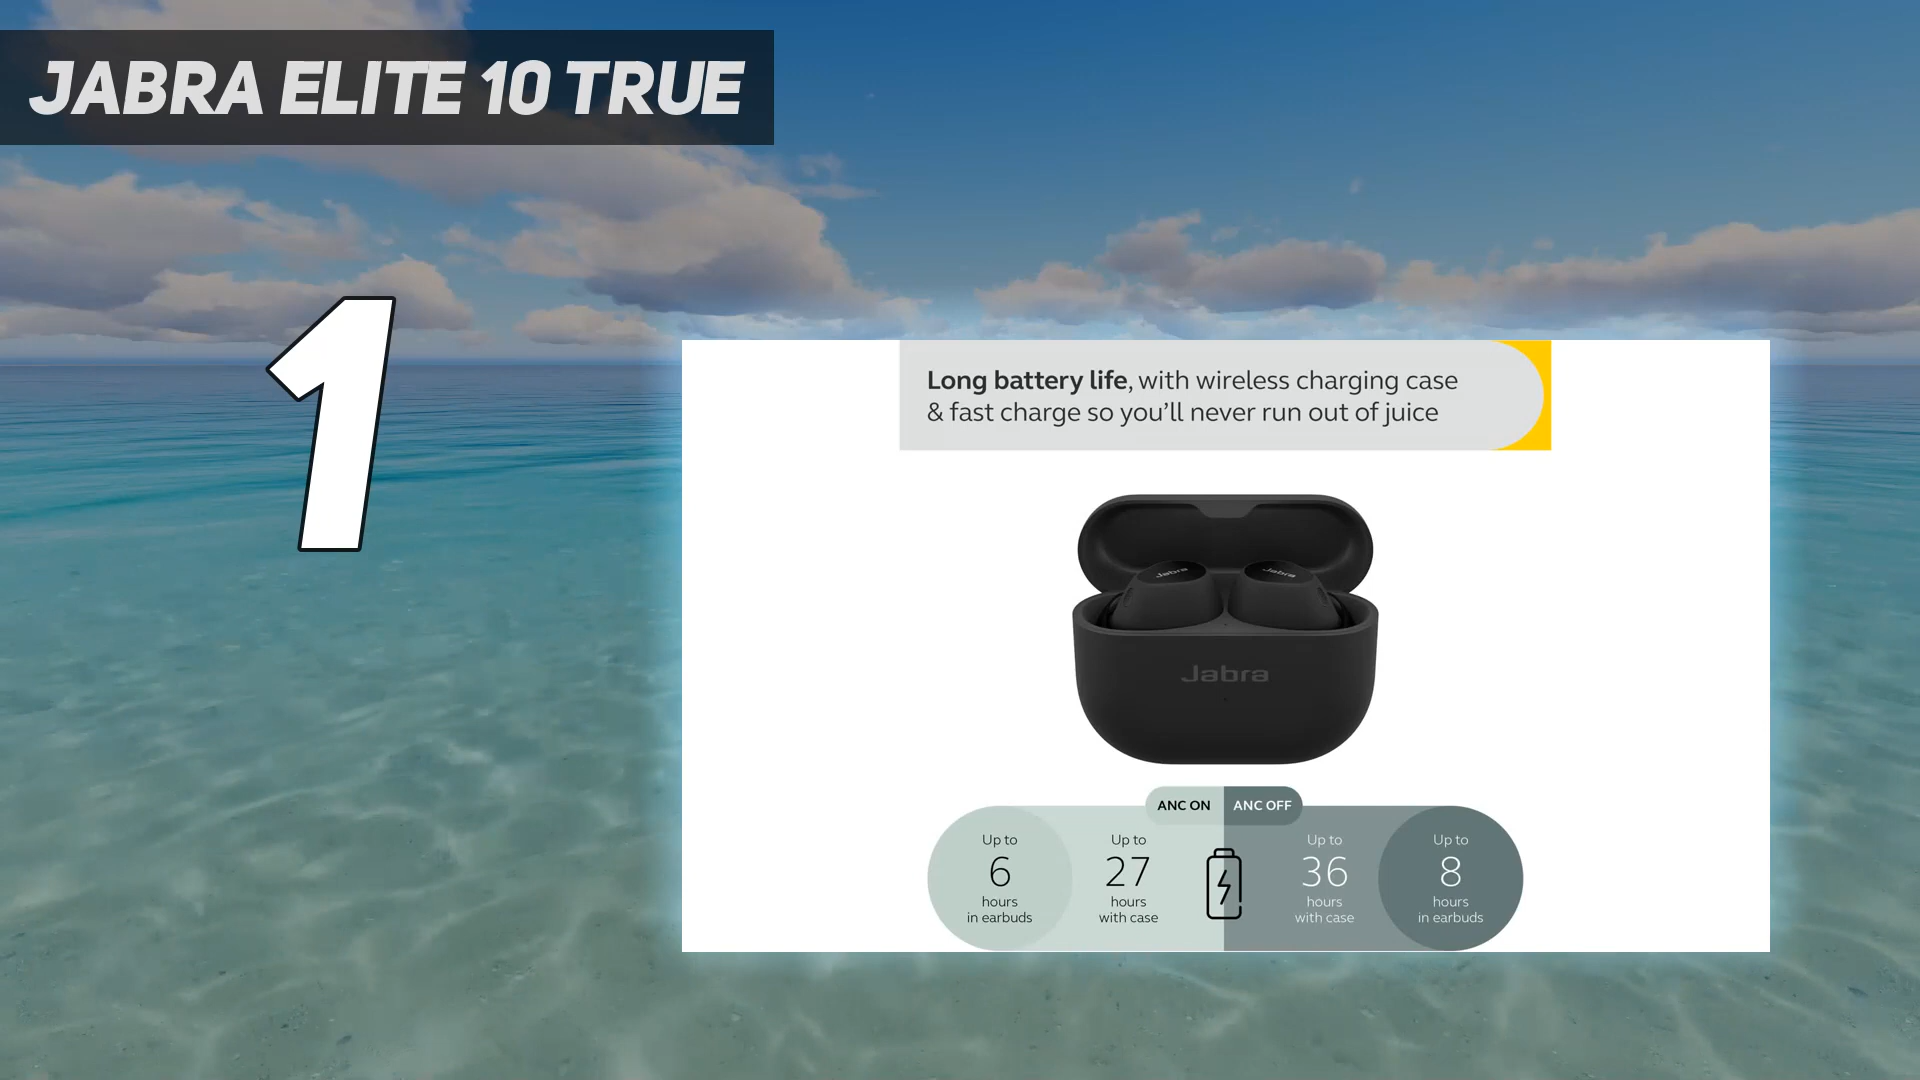 JABRA ELITE 10 TRUE
1
Long battery life, with wireless charging case
& fast charge so you'll never run out of juice
Jabra Jabra
Jabra
ANC ON ANC OFF
Up to Up to Up to Up to
6 27 36 8
hours hours hours hours
in earbuds with case with case in earbuds